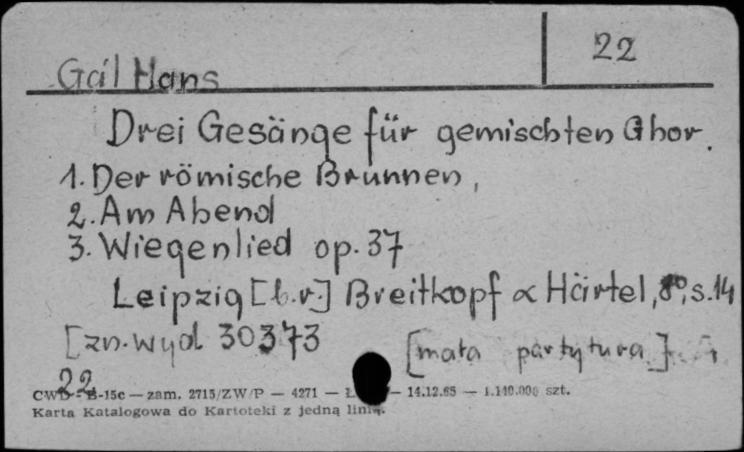 22
Gál Hans
Drei Gesänge für gemischten Chor.
1. Der römische Brunnen,
2. Am Abend
3. Wiegenlied op. 37
Leipzig [b.r.] Breitkopf & Härtel, 8°, s. 14
[zn. wyd 30373
[mała partytura]
22
CWD - B-15c — zam. 2715/ZW/P — 4271 — — 14.12.65 — 1.140.000 szt.
Karta Katalogowa do Kartoteki z jedną linią.